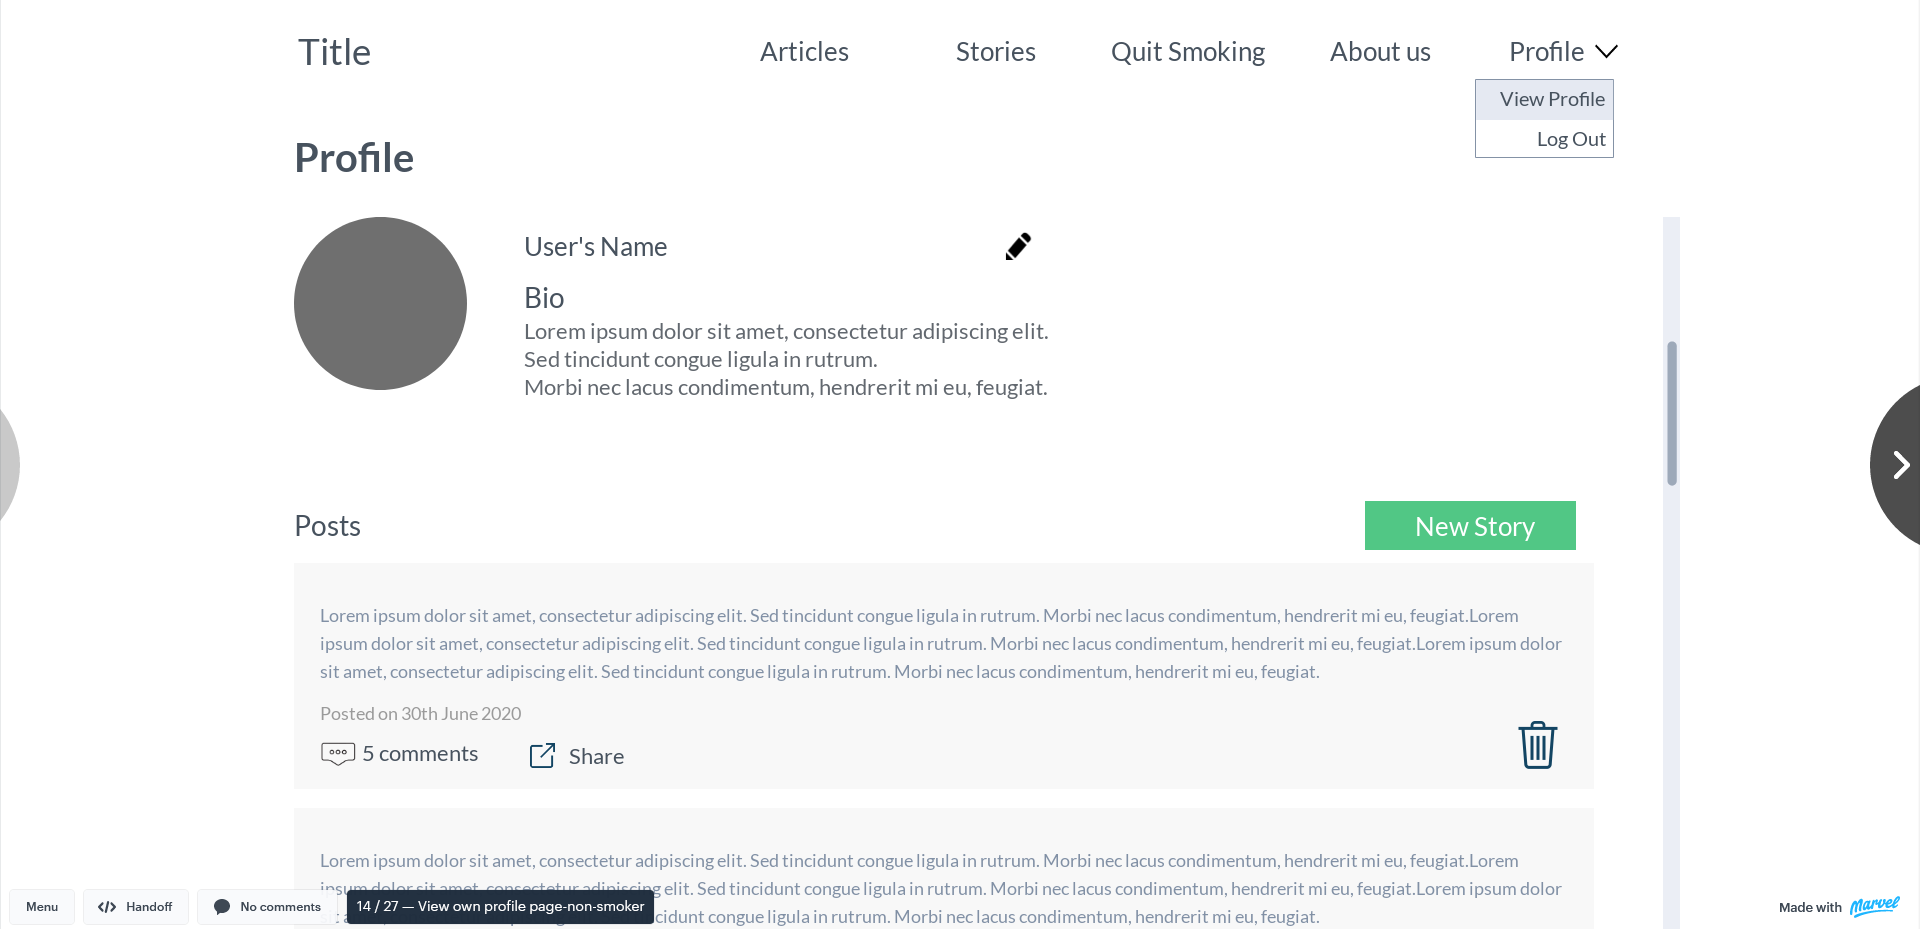 Title
Articles
Stories
Quit Smoking
About us
Profile
View Profile
Log Out
Profile
User's Name
Bio
Lorem ipsum dolor sit amet, consectetur adipiscing elit.
Sed tincidunt congue ligula in rutrum.
Morbi nec lacus condimentum, hendrerit mi eu, feugiat.
Posts
New Story
Lorem ipsum dolor sit amet, consectetur adipiscing elit. Sed tincidunt congue ligula in rutrum. Morbi nec lacus condimentum, hendrerit mi eu, feugiat.Lorem
ipsum dolor sit amet, consectetur adipiscing elit. Sed tincidunt congue ligula in rutrum. Morbi nec lacus condimentum, hendrerit mi eu, feugiat.Lorem ipsum dolor
sit amet, consectetur adipiscing elit. Sed tincidunt congue ligula in rutrum. Morbi nec lacus condimentum, hendrerit mi eu, feugiat.
Posted on 30th June 2020
5 comments
Share
Lorem ipsum dolor sit amet, consectetur adipiscing elit. Sed tincidunt congue ligula in rutrum. Morbi nec lacus condimentum, hendrerit mi eu, feugiat.Lorem
ipsum dolor sit amet, consectetur adipiscing elit. Sed tincidunt congue ligula in rutrum. Morbi nec lacus condimentum, hendrerit mi eu, feugiat.Lorem ipsum dolor
congue ligula in rutrum. Morbi nec lacus condimentum, hendrerit mi eu, feugiat.
Menu
Handoff
No comments
14 / 27 — View own profile page-non-smoker
Made with Marvel